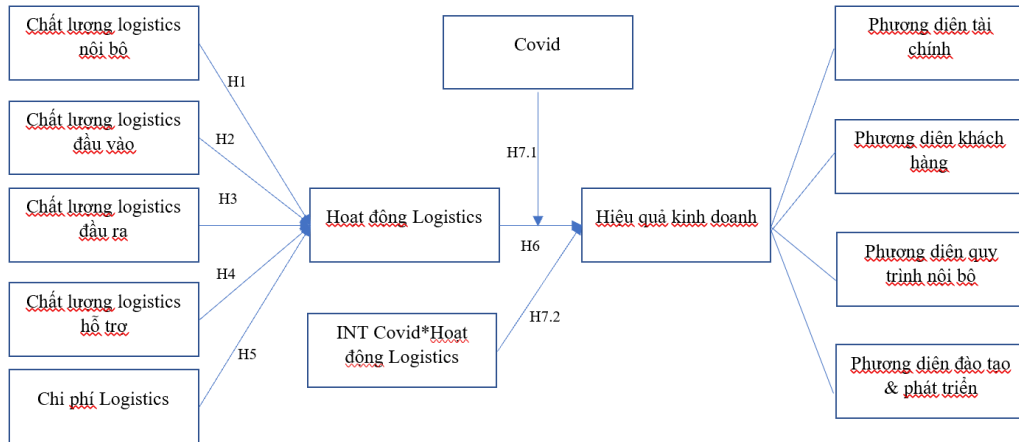 Chất lượng logistics
nội bộ
Chất lượng logistics
đầu vào
Chất lượng logistics
đầu ra
Chất lượng logistics
hỗ trợ
Chi phí Logistics
H1
H2
H3
H4
H5
Hoạt động Logistics
Covid
H7.1
H6
H7.2
INT Covid*Hoạt
động Logistics
Hiệu quả kinh doanh
Phương diện tài
chính
Phương diện khách
hàng
Phương diện quy
trình nội bộ
Phương diện đào tạo
& phát triển